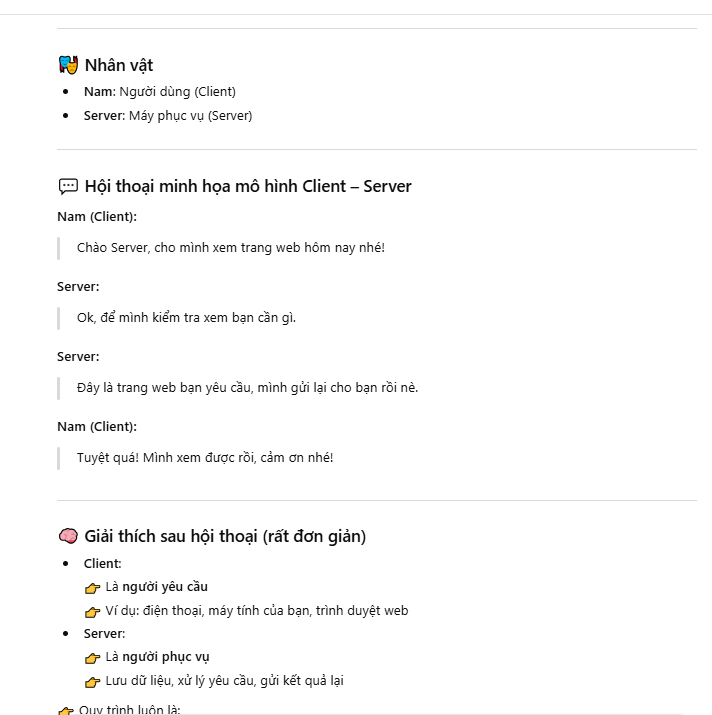 Nhân vật
Nam: Người dùng (Client)
Server: Máy phục vụ (Server)
Hội thoại minh họa mô hình Client – Server
Nam (Client):
Chào Server, cho mình xem trang web hôm nay nhé!
Server:
Ok, để mình kiểm tra xem bạn cần gì.
Server:
Đây là trang web bạn yêu cầu, mình gửi lại cho bạn rồi nè.
Nam (Client):
Tuyệt quá! Mình xem được rồi, cảm ơn nhé!
Giải thích sau hội thoại (rất đơn giản)
Client:
👉 Là người yêu cầu
👉 Ví dụ: điện thoại, máy tính của bạn, trình duyệt web
Server:
👉 Là người phục vụ
👉 Lưu dữ liệu, xử lý yêu cầu, gửi kết quả lại
👉 Quy trình luôn là: